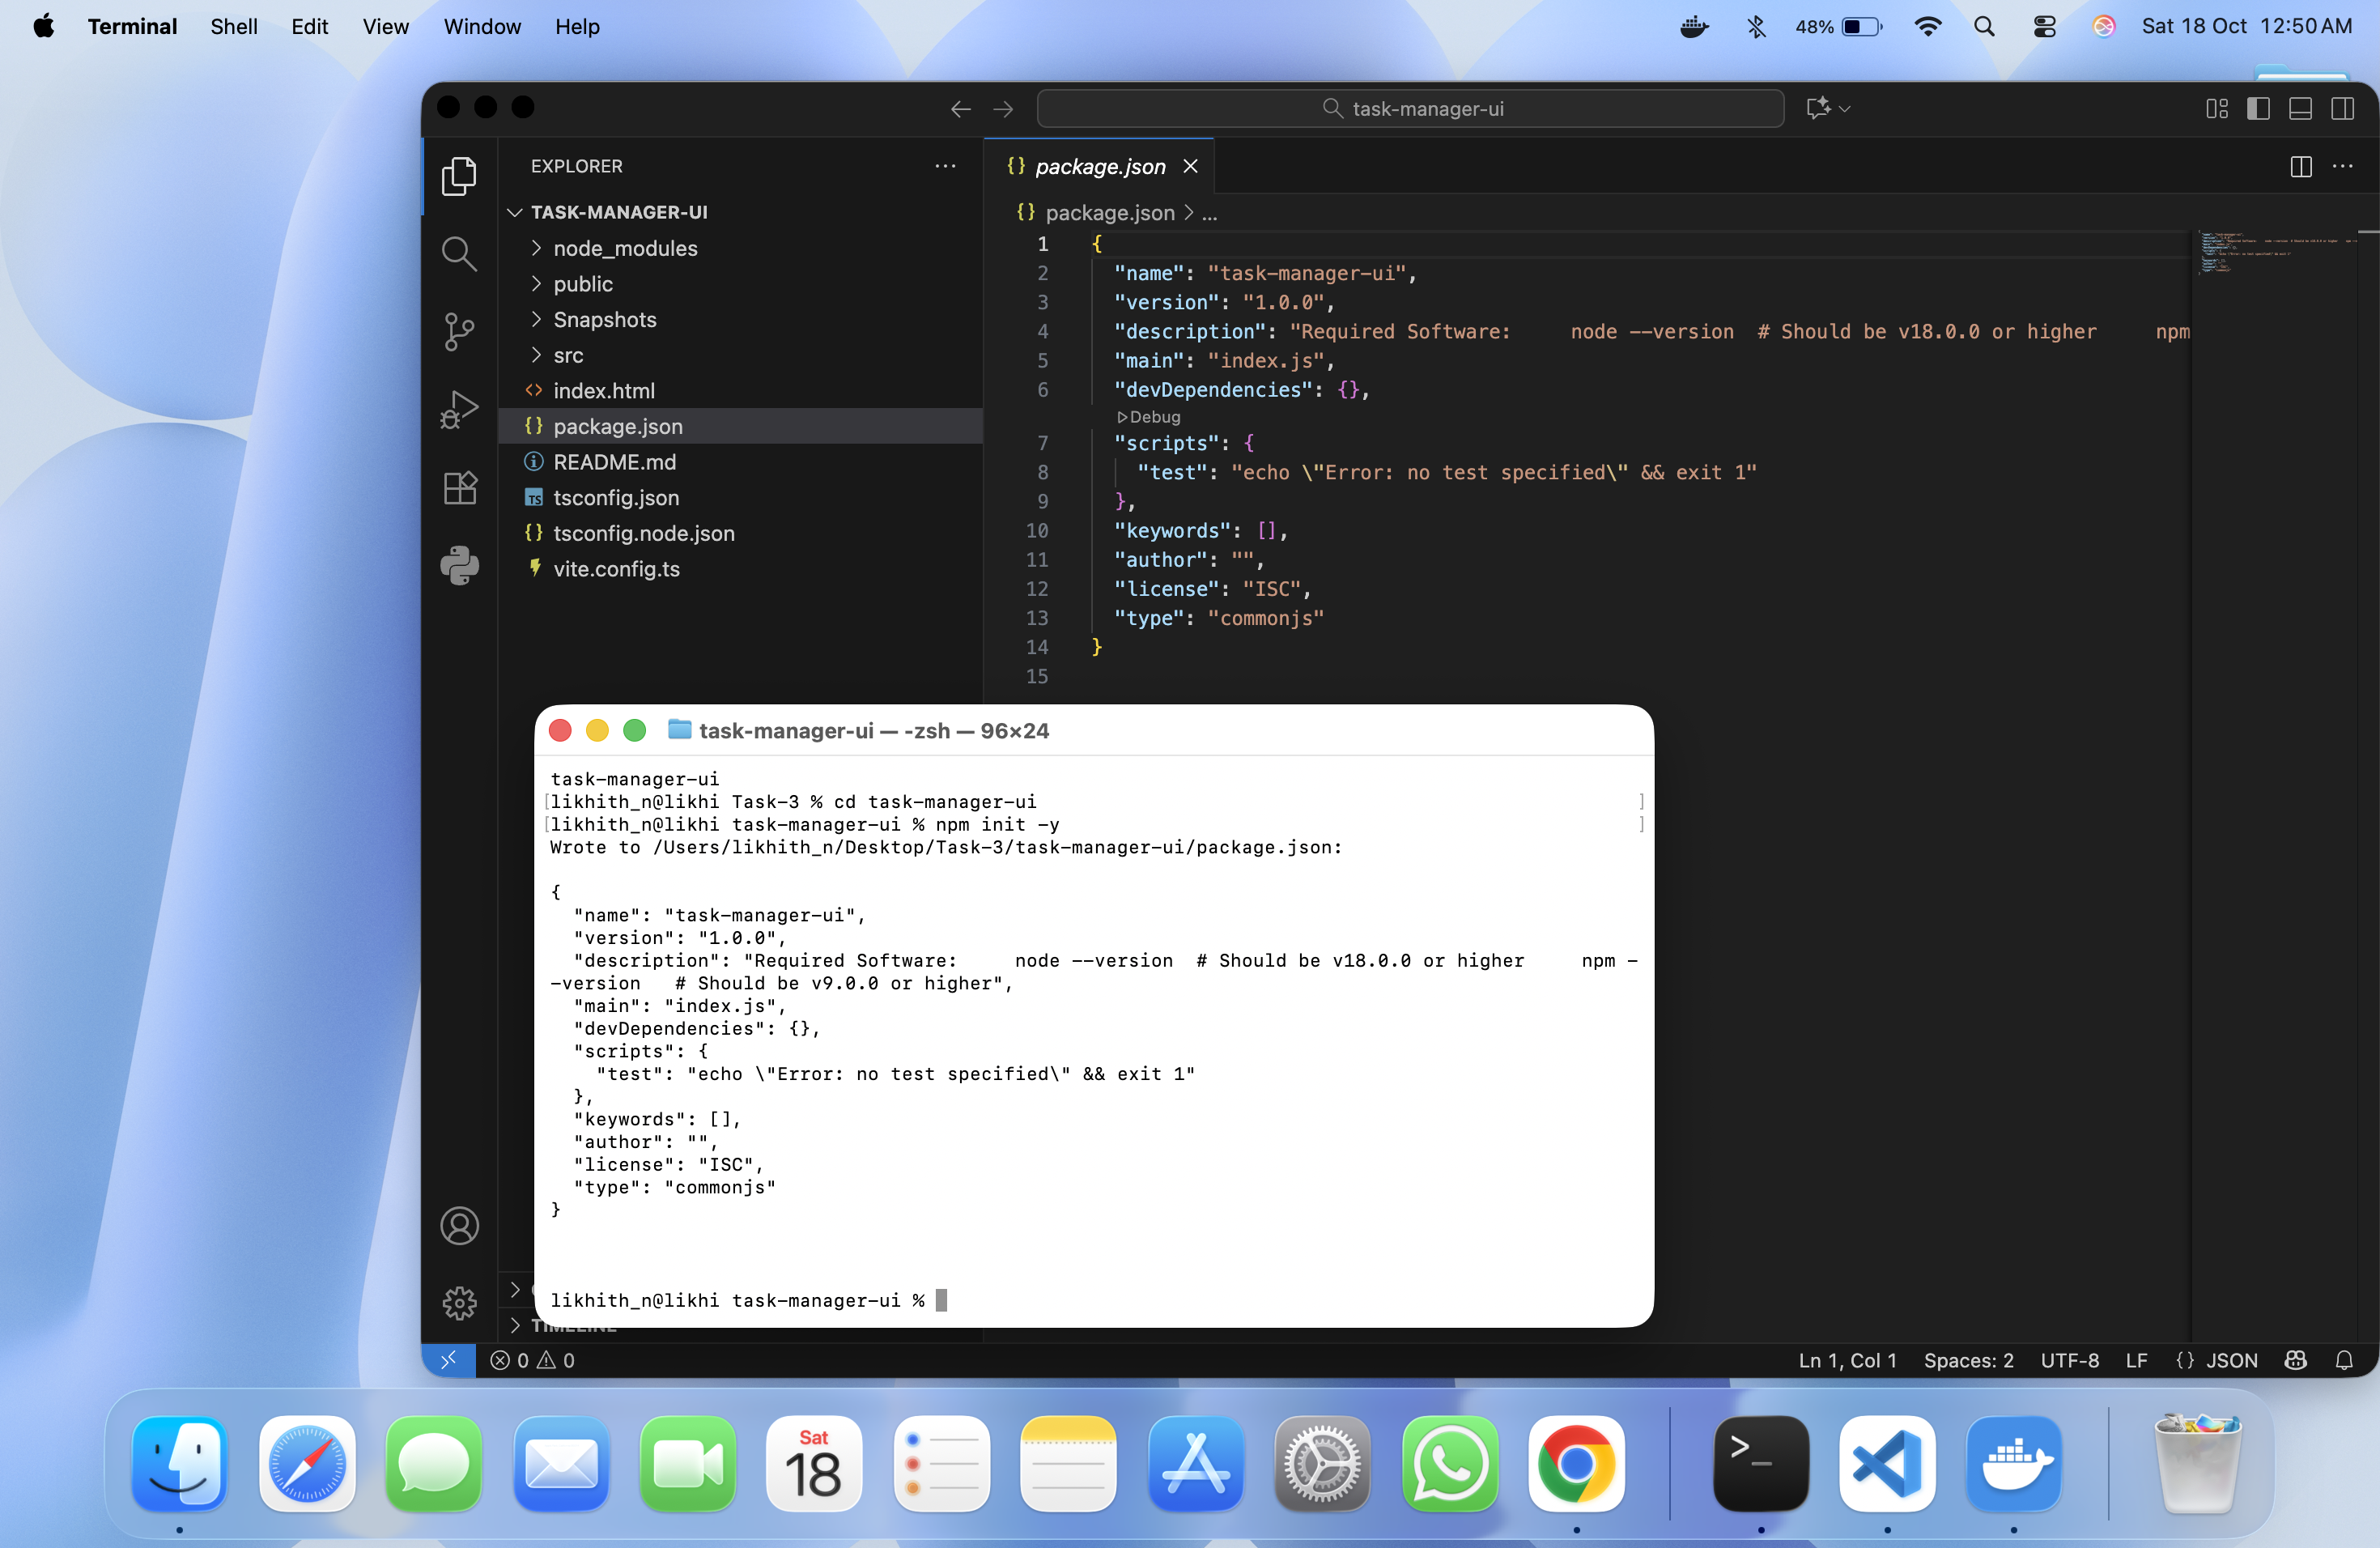 Terminal Shell Edit View Window Help 48% Sat 18 Oct 12:50 AM
task-manager-ui
EXPLORER
TASK-MANAGER-UI
node_modules
public
Snapshots
src
index.html
package.json
README.md
tsconfig.json
tsconfig.node.json
vite.config.ts
TIMELINE
package.json
package.json > ...
1 {
2 "name": "task-manager-ui",
3 "version": "1.0.0",
4 "description": "Required Software:     node --version  # Should be v18.0.0 or higher     npm
5 "main": "index.js",
6 "devDependencies": {},
Debug
7 "scripts": {
8 "test": "echo \"Error: no test specified\" && exit 1"
9 },
10 "keywords": [],
11 "author": "",
12 "license": "ISC",
13 "type": "commonjs"
14 }
15
task-manager-ui — -zsh — 96×24
task-manager-ui
[likhith_n@likhi Task-3 % cd task-manager-ui ]
[likhith_n@likhi task-manager-ui % npm init -y ]
Wrote to /Users/likhith_n/Desktop/Task-3/task-manager-ui/package.json:
{
"name": "task-manager-ui",
"version": "1.0.0",
"description": "Required Software:     node --version  # Should be v18.0.0 or higher     npm -
-version   # Should be v9.0.0 or higher",
"main": "index.js",
"devDependencies": {},
"scripts": {
"test": "echo \"Error: no test specified\" && exit 1"
},
"keywords": [],
"author": "",
"license": "ISC",
"type": "commonjs"
}
likhith_n@likhi task-manager-ui %
0 0 Ln 1, Col 1 Spaces: 2 UTF-8 LF {} JSON
Sat
18